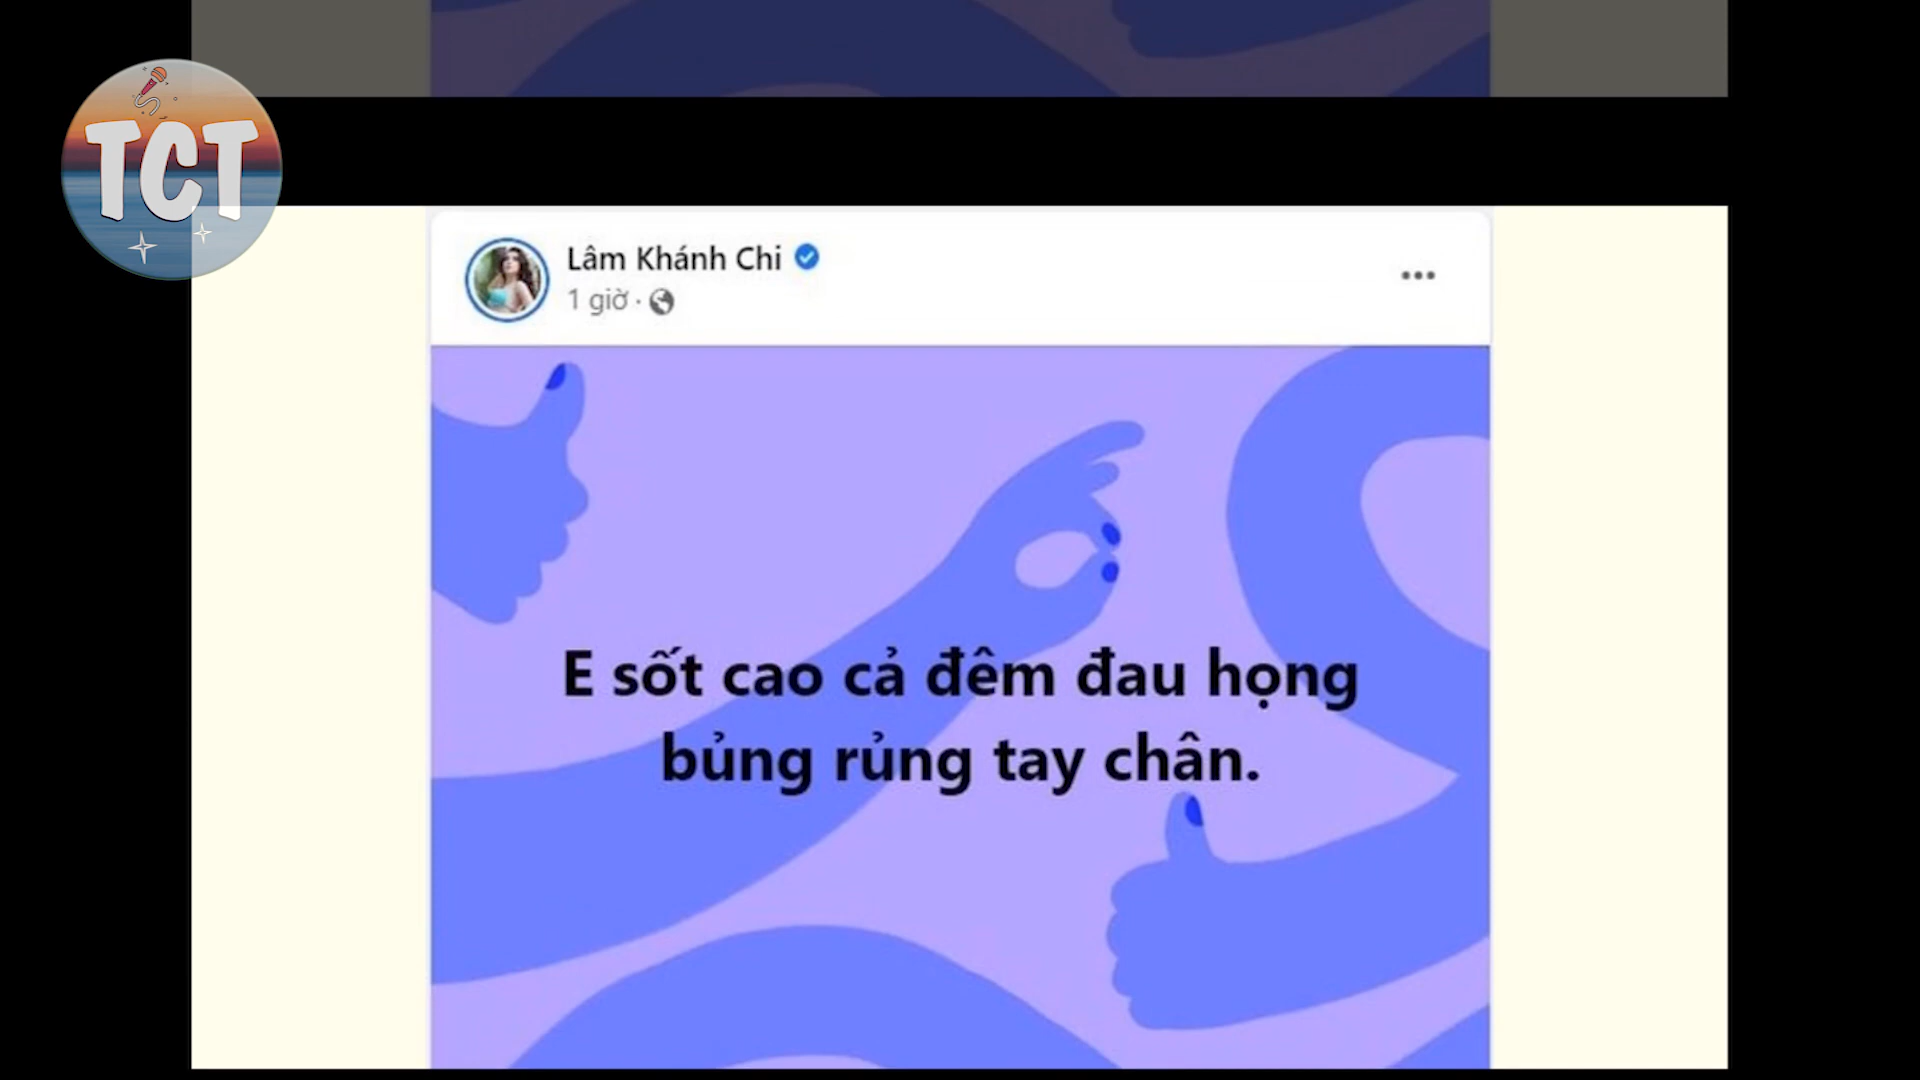 TCT
Lâm Khánh Chi
1 giờ ·
E sốt cao cả đêm đau họng
bủng rủng tay chân.